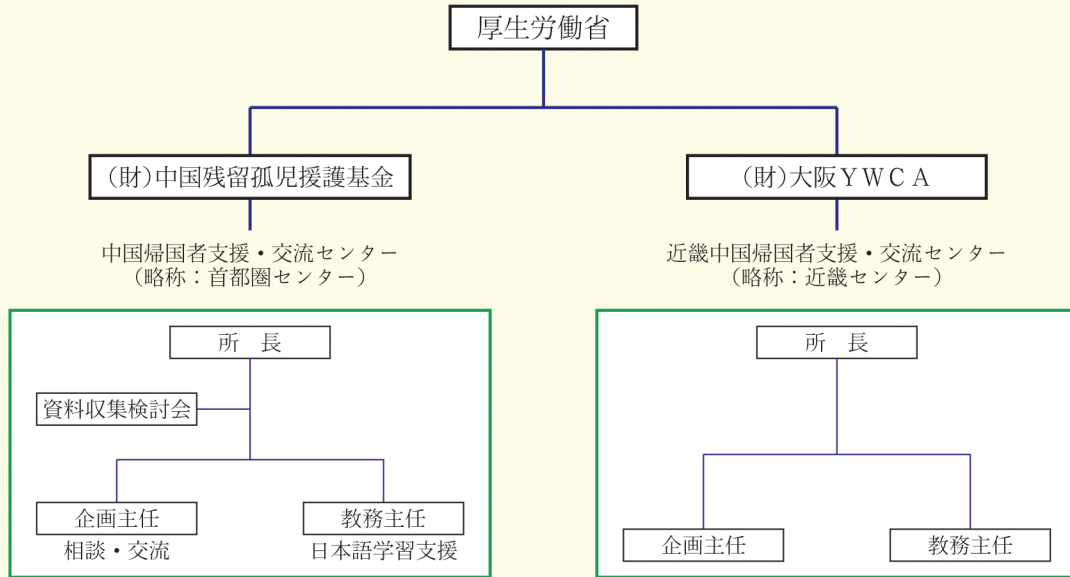 厚生労働省
(財)中国残留孤児援護基金
(財)大阪YWCA
中国帰国者支援・交流センター
(略称：首都圏センター)
近畿中国帰国者支援・交流センター
(略称：近畿センター)
所　長
資料収集検討会
企画主任
相談・交流
教務主任
日本語学習支援
所　長
企画主任
教務主任